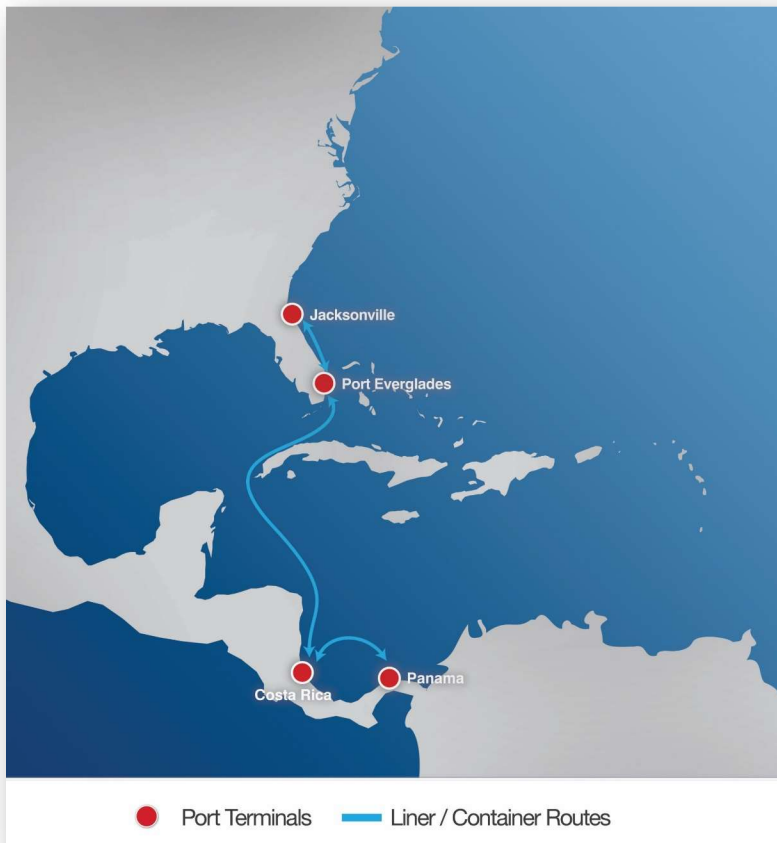 Jacksonville
Port Everglades
Costa Rica
Panama
Port Terminals
Liner / Container Routes